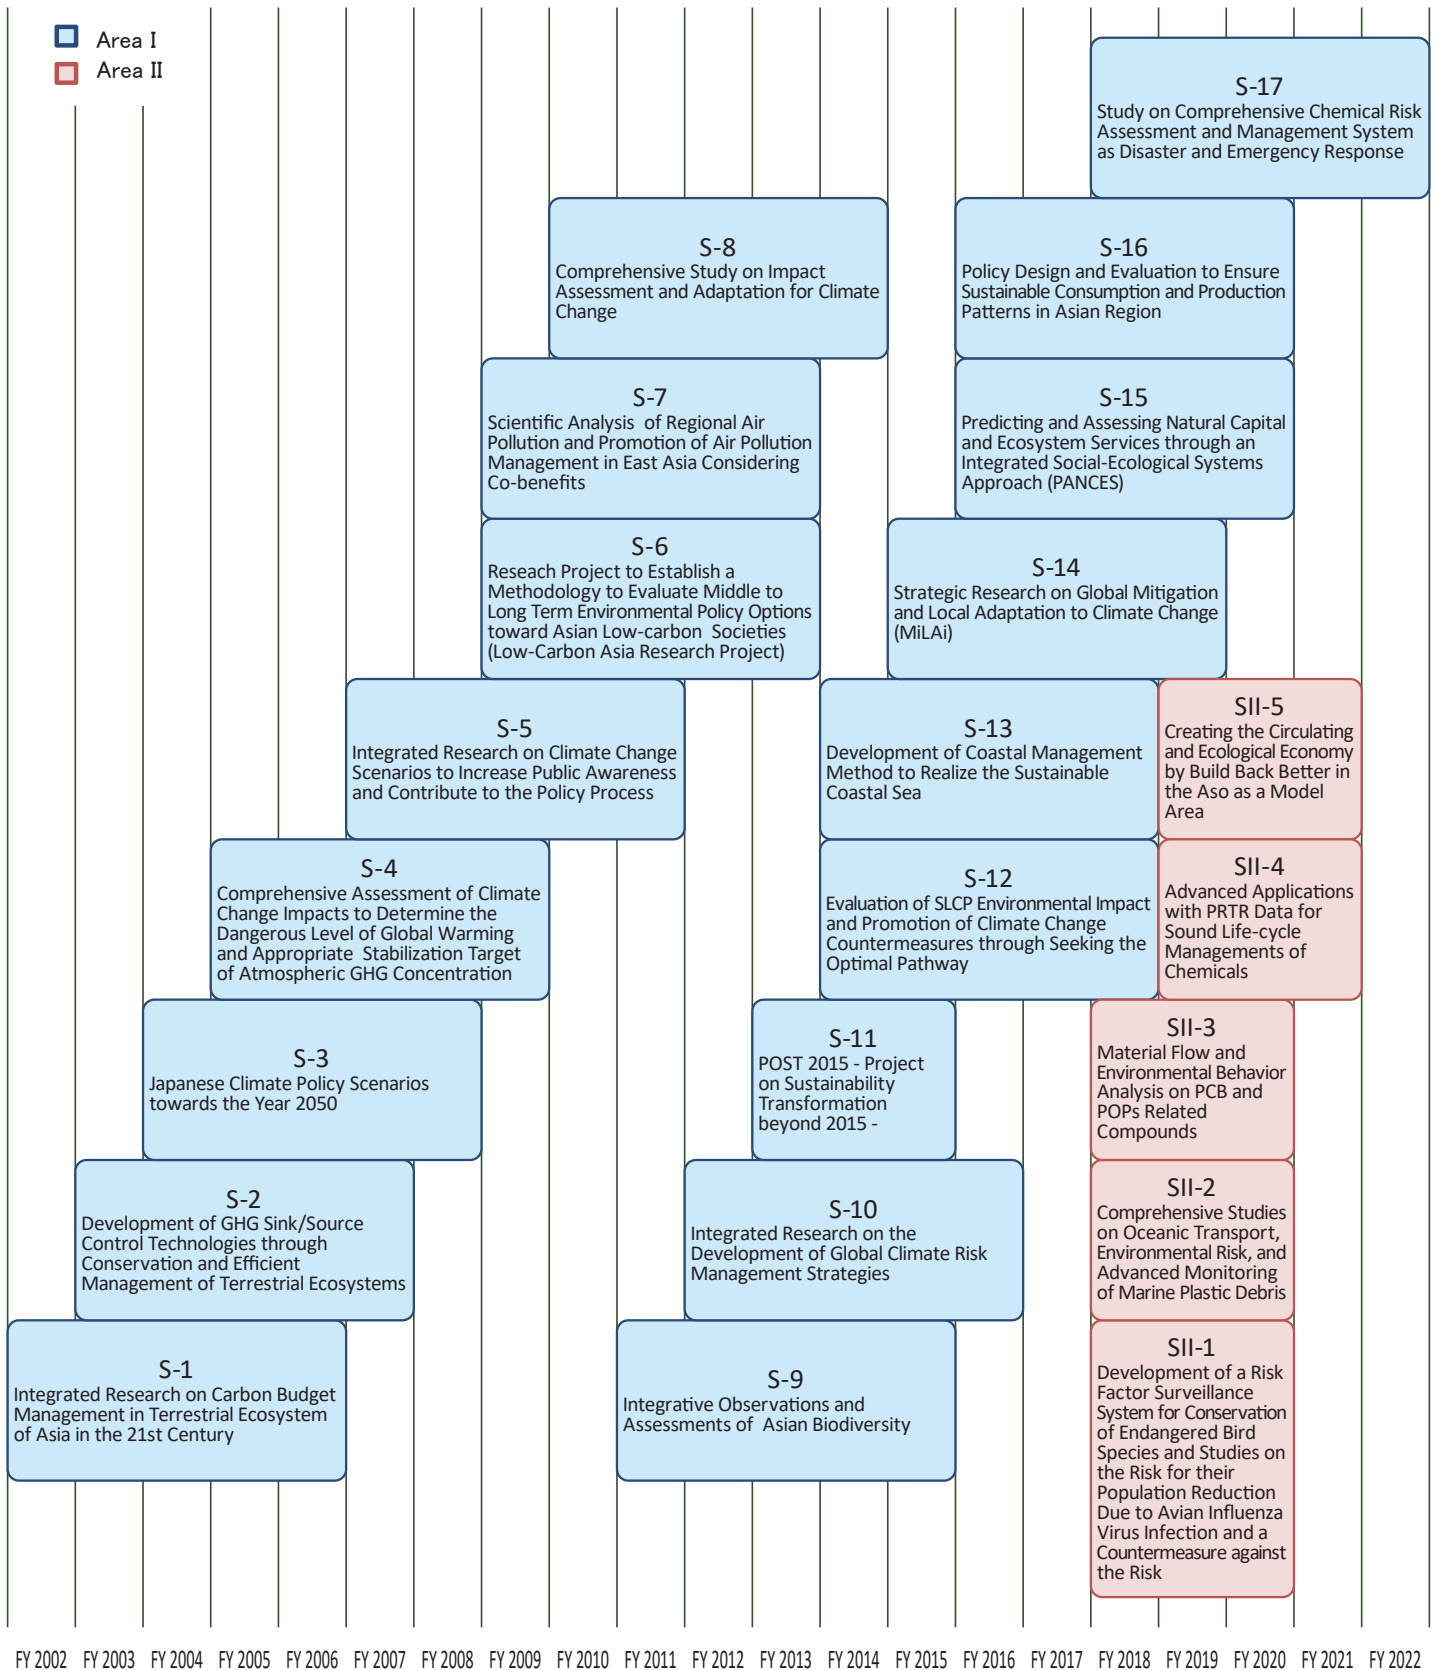 Area I
Area II
S-17
Study on Comprehensive Chemical Risk
Assessment and Management System
as Disaster and Emergency Response
S-8
Comprehensive Study on Impact
Assessment and Adaptation for Climate
Change
S-16
Policy Design and Evaluation to Ensure
Sustainable Consumption and Production
Patterns in Asian Region
S-7
Scientific Analysis of Regional Air
Pollution and Promotion of Air Pollution
Management in East Asia Considering
Co-benefits
S-15
Predicting and Assessing Natural Capital
and Ecosystem Services through an
Integrated Social-Ecological Systems
Approach (PANCES)
S-6
Reseach Project to Establish a
Methodology to Evaluate Middle to
Long Term Environmental Policy Options
toward Asian Low-carbon Societies
(Low-Carbon Asia Research Project)
S-14
Strategic Research on Global Mitigation
and Local Adaptation to Climate Change
(MiLAi)
S-5
Integrated Research on Climate Change
Scenarios to Increase Public Awareness
and Contribute to the Policy Process
S-13
Development of Coastal Management
Method to Realize the Sustainable
Coastal Sea
SII-5
Creating the Circulating
and Ecological Economy
by Build Back Better in
the Aso as a Model
Area
S-4
Comprehensive Assessment of Climate
Change Impacts to Determine the
Dangerous Level of Global Warming
and Appropriate Stabilization Target
of Atmospheric GHG Concentration
S-12
Evaluation of SLCP Environmental Impact
and Promotion of Climate Change
Countermeasures through Seeking the
Optimal Pathway
SII-4
Advanced Applications
with PRTR Data for
Sound Life-cycle
Managements of
Chemicals
S-3
Japanese Climate Policy Scenarios
towards the Year 2050
S-11
POST 2015 - Project
on Sustainability
Transformation
beyond 2015 -
SII-3
Material Flow and
Environmental Behavior
Analysis on PCB and
POPs Related
Compounds
S-2
Development of GHG Sink/Source
Control Technologies through
Conservation and Efficient
Management of Terrestrial Ecosystems
S-10
Integrated Research on the
Development of Global Climate Risk
Management Strategies
SII-2
Comprehensive Studies
on Oceanic Transport,
Environmental Risk, and
Advanced Monitoring
of Marine Plastic Debris
S-1
Integrated Research on Carbon Budget
Management in Terrestrial Ecosystem
of Asia in the 21st Century
S-9
Integrative Observations and
Assessments of Asian Biodiversity
SII-1
Development of a Risk
Factor Surveillance
System for Conservation
of Endangered Bird
Species and Studies on
the Risk for their
Population Reduction
Due to Avian Influenza
Virus Infection and a
Countermeasure against
the Risk
FY 2002 FY 2003 FY 2004 FY 2005 FY 2006 FY 2007 FY 2008 FY 2009 FY 2010 FY 2011 FY 2012 FY 2013 FY 2014 FY 2015 FY 2016 FY 2017 FY 2018 FY 2019 FY 2020 FY 2021 FY 2022